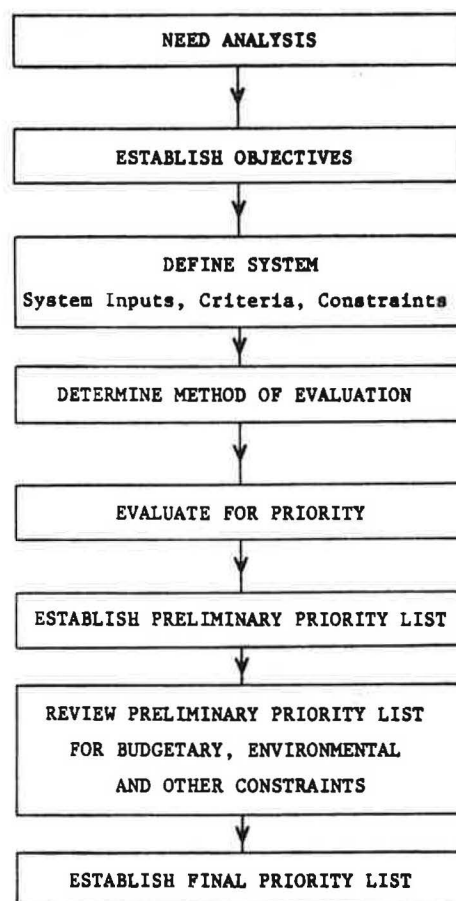 NEED ANALYSIS
ESTABLISH OBJECTIVES
DEFINE SYSTEM
System Inputs, Criteria, Constraints
DETERMINE METHOD OF EVALUATION
EVALUATE FOR PRIORITY
ESTABLISH PRELIMINARY PRIORITY LIST
REVIEW PRELIMINARY PRIORITY LIST
FOR BUDGETARY, ENVIRONMENTAL
AND OTHER CONSTRAINTS
ESTABLISH FINAL PRIORITY LIST